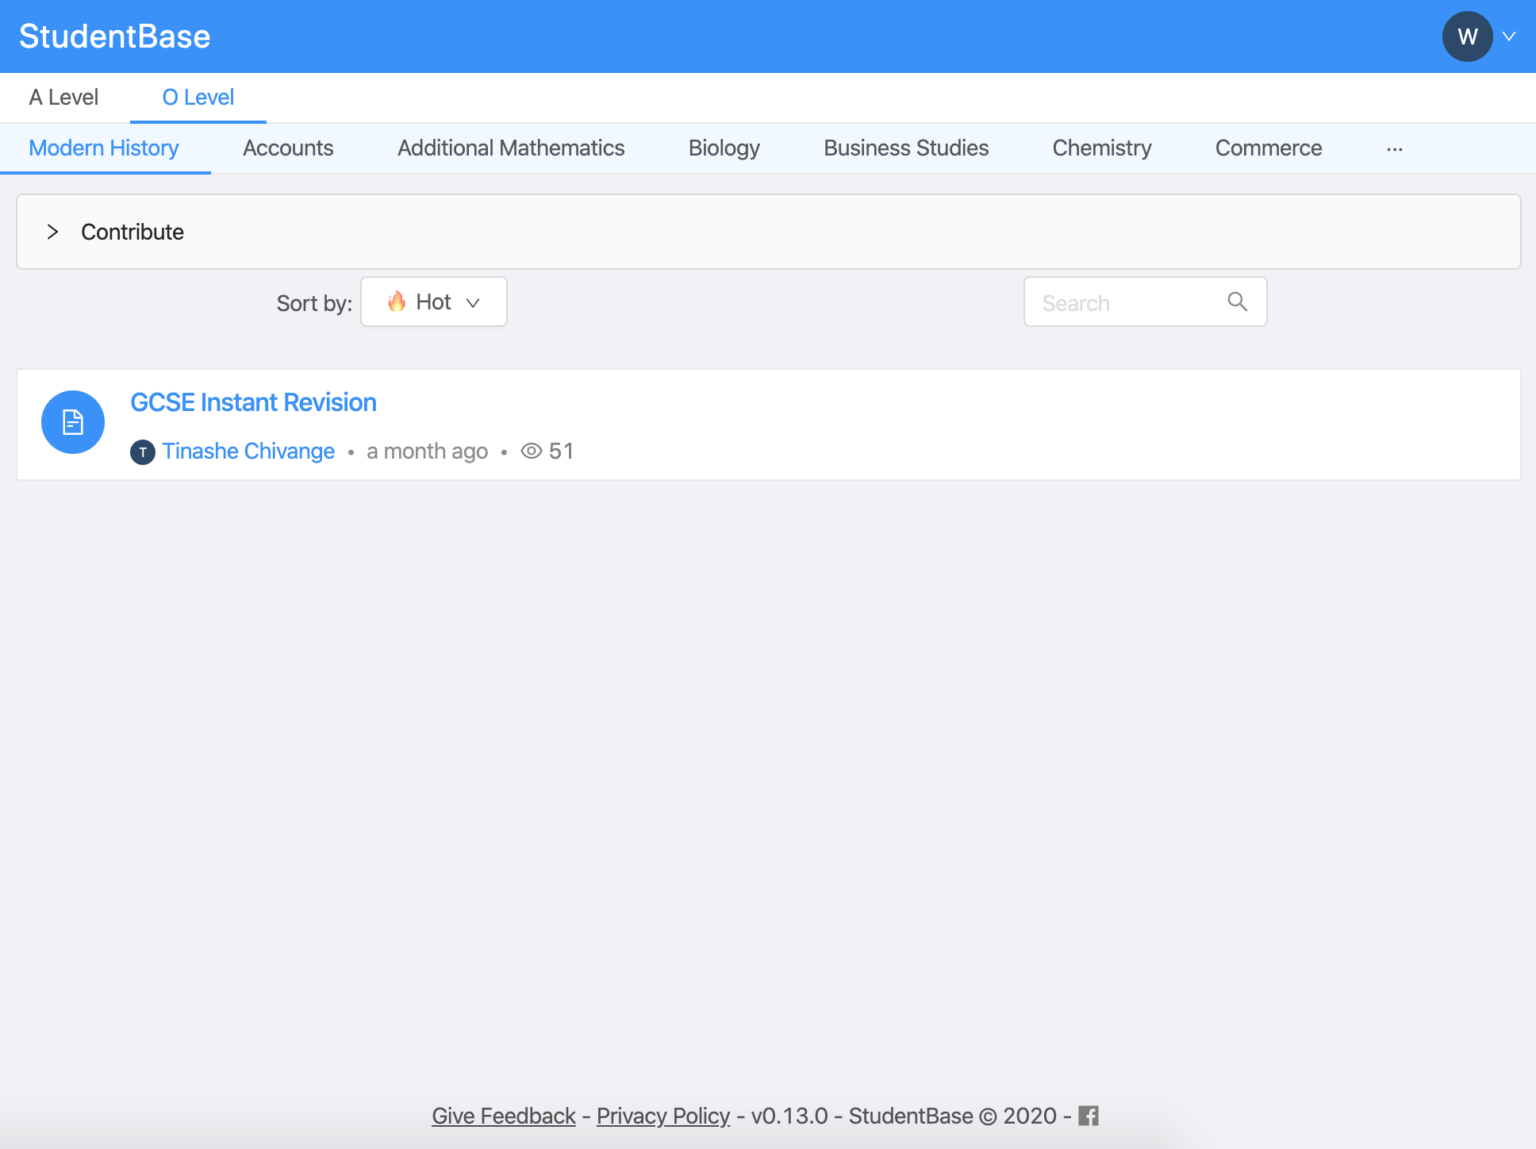 StudentBase
W
A Level O Level
Modern History Accounts Additional Mathematics Biology Business Studies Chemistry Commerce ...
Contribute
Sort by: Hot Search
GCSE Instant Revision
T Tinashe Chivange • a month ago • 51
Give Feedback - Privacy Policy - v0.13.0 - StudentBase © 2020 -